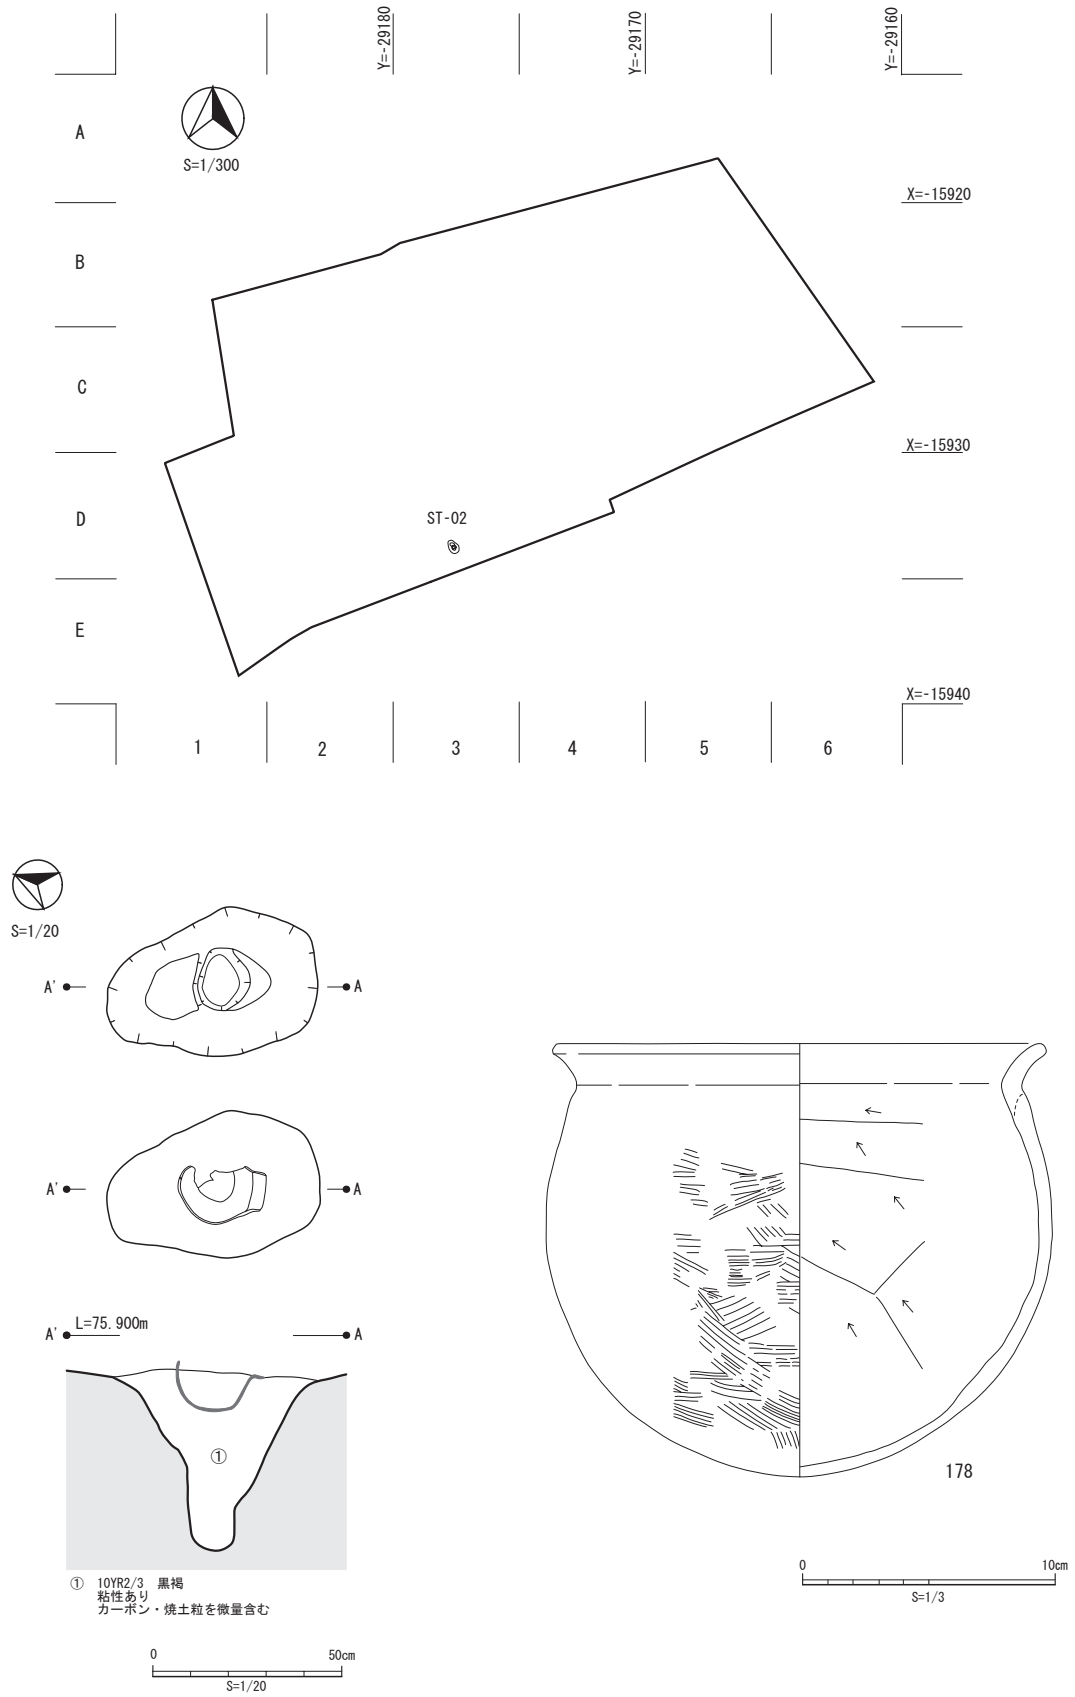 Y=-29180
Y=-29170
Y=-29160
A
S=1/300
X=-15920
B
C
X=-15930
D
ST-02
E
X=-15940
1
2
3
4
5
6
S=1/20
A'
A
A'
A
A'
L=75.900m
A
①
178
① 10YR2/3 黒褐
粘性あり
カーボン・焼土粒を微量含む
0
10cm
S=1/3
0
50cm
S=1/20